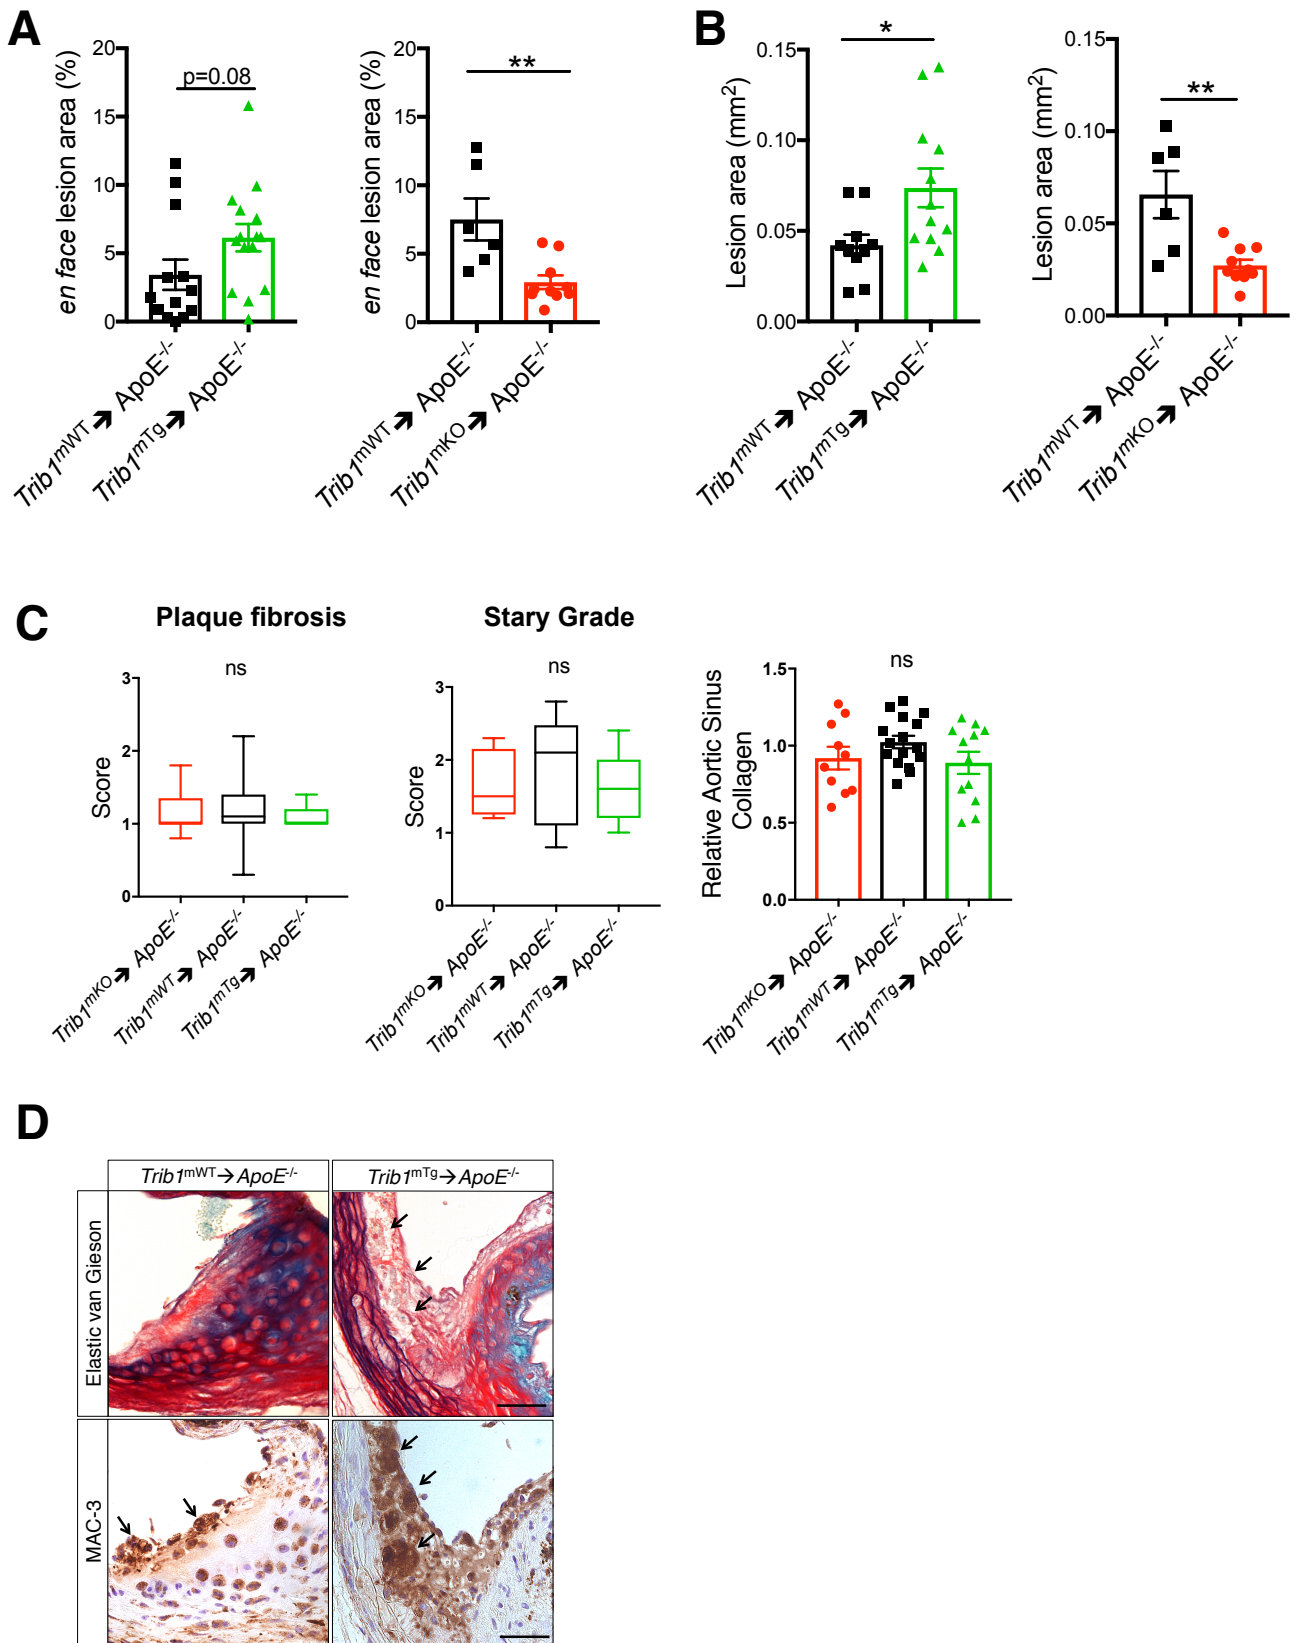 A
en face lesion area (%)
20
15
10
5
0
p=0.08
Trib1mWT➔ ApoE-/-
Trib1mTg➔ ApoE-/-
en face lesion area (%)
20
15
10
5
0
**
Trib1mWT➔ ApoE-/-
Trib1mKO➔ ApoE-/-
B
Lesion area (mm2)
0.15
0.10
0.05
0.00
*
Trib1mWT➔ ApoE-/-
Trib1mTg➔ ApoE-/-
Lesion area (mm2)
0.15
0.10
0.05
0.00
**
Trib1mWT➔ ApoE-/-
Trib1mKO➔ ApoE-/-
C
Plaque fibrosis
ns
Score
3
2
1
0
Trib1mKO➔ ApoE-/-
Trib1mWT➔ ApoE-/-
Trib1mTg➔ ApoE-/-
Stary Grade
ns
Score
3
2
1
0
Trib1mKO➔ ApoE-/-
Trib1mWT➔ ApoE-/-
Trib1mTg➔ ApoE-/-
ns
Relative Aortic Sinus
Collagen
1.5
1.0
0.5
0.0
Trib1mKO➔ ApoE-/-
Trib1mWT➔ ApoE-/-
Trib1mTg➔ ApoE-/-
D
Trib1mWT→ApoE-/-
Trib1mTg→ApoE-/-
Elastic van Gieson
MAC-3